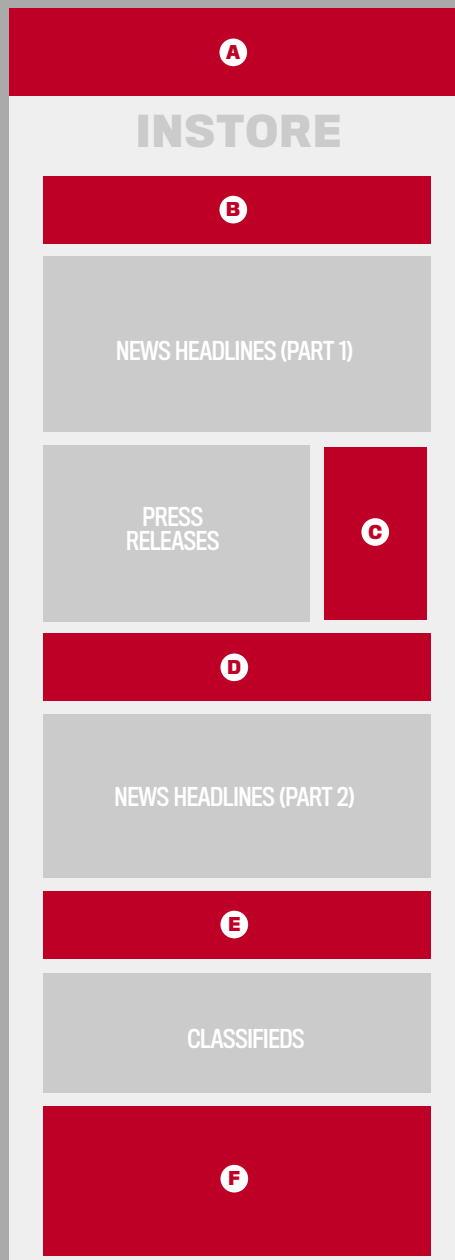 A
INSTORE
B
NEWS HEADLINES (PART 1)
PRESS
RELEASES
C
D
NEWS HEADLINES (PART 2)
E
CLASSIFIEDS
F